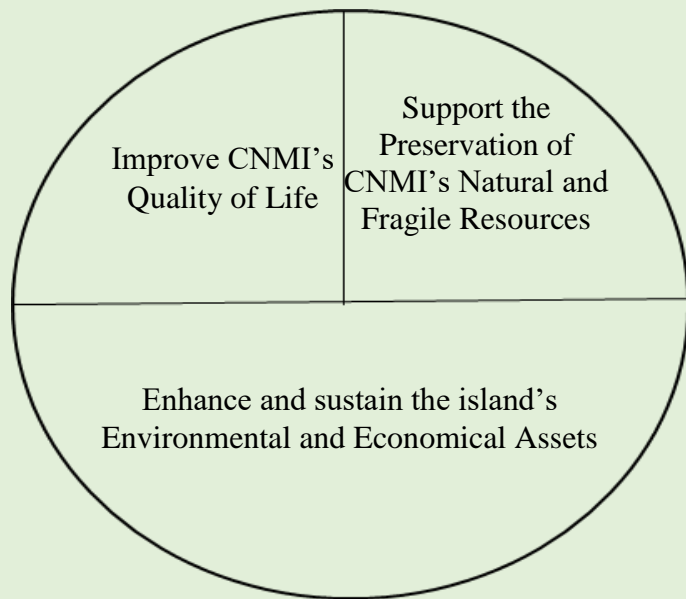 Improve CNMI’s
Quality of Life
Support the
Preservation of
CNMI’s Natural and
Fragile Resources
Enhance and sustain the island’s
Environmental and Economical Assets